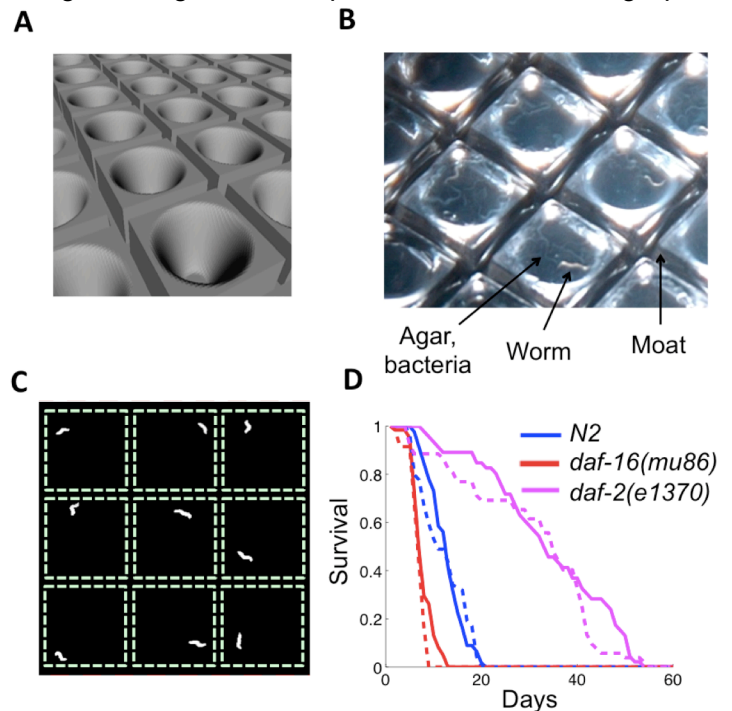 A
B
Agar,
bacteria
Worm
Moat
C
D
N2
daf-16(mu86)
daf-2(e1370)
Survival
1
0.8
0.6
0.4
0.2
0
0
20
40
60
Days